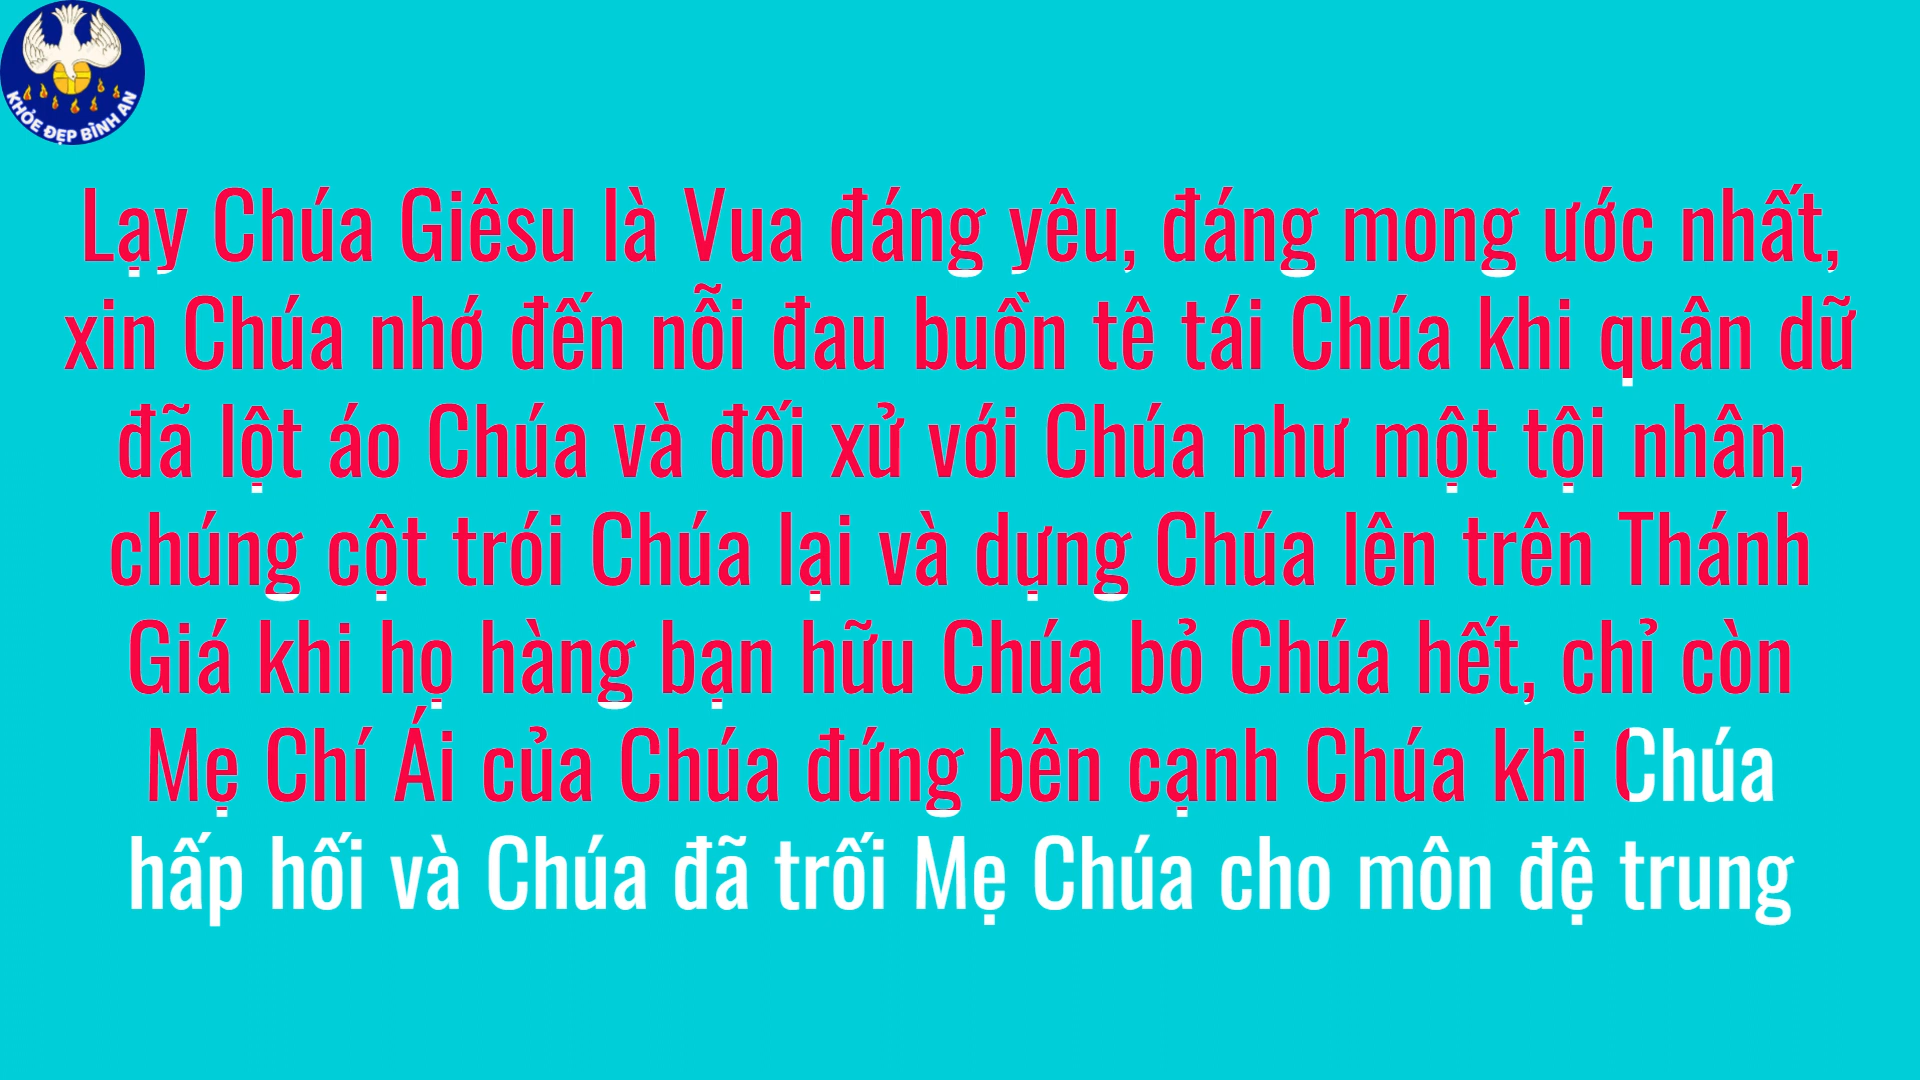 KHỎE ĐẸP BÌNH AN
Lạy Chúa Giêsu là Vua đáng yêu, đáng mong ước nhất,
xin Chúa nhớ đến nỗi đau buồn tê tái Chúa khi quân dữ
đã lột áo Chúa và đối xử với Chúa như một tội nhân,
chúng cột trói Chúa lại và dựng Chúa lên trên Thánh
Giá khi họ hàng bạn hữu Chúa bỏ Chúa hết, chỉ còn
Mẹ Chí Ái của Chúa đứng bên cạnh Chúa khi Chúa
hấp hối và Chúa đã trối Mẹ Chúa cho môn đệ trung